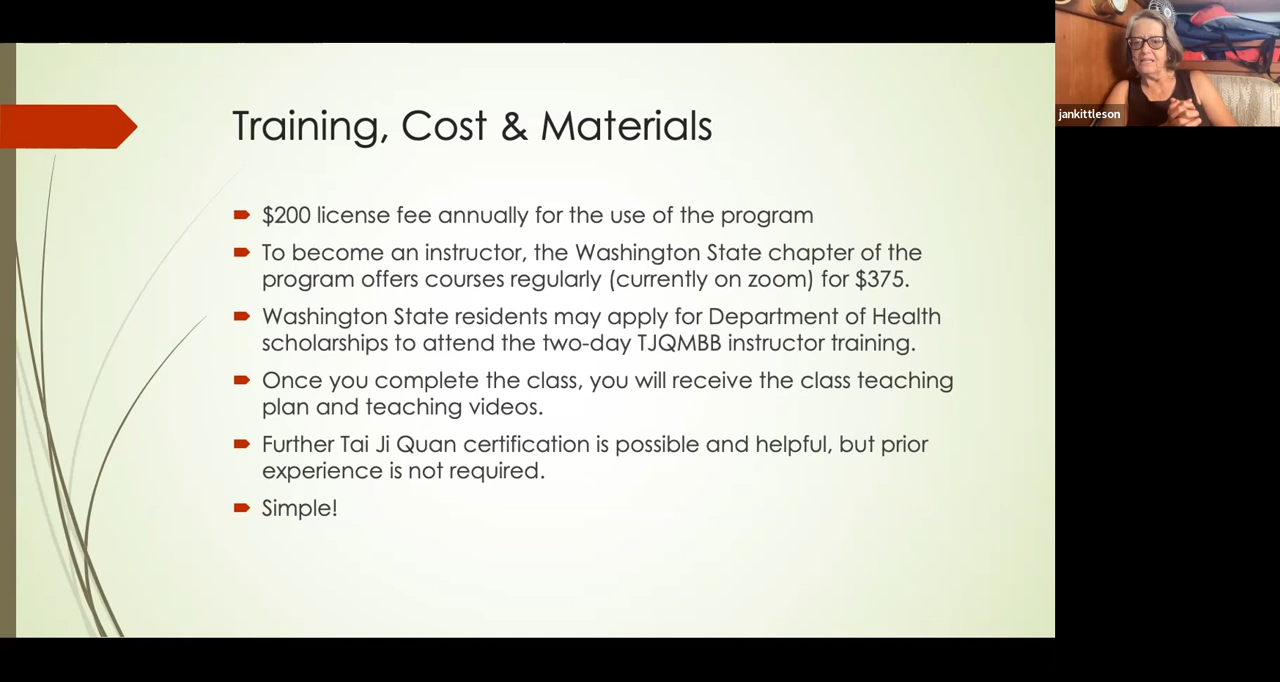 Training, Cost & Materials
$200 license fee annually for the use of the program
To become an instructor, the Washington State chapter of the
program offers courses regularly (currently on zoom) for $375.
Washington State residents may apply for Department of Health
scholarships to attend the two-day TJQMBB instructor training.
Once you complete the class, you will receive the class teaching
plan and teaching videos.
Further Tai Ji Quan certification is possible and helpful, but prior
experience is not required.
Simple!
jankittleson